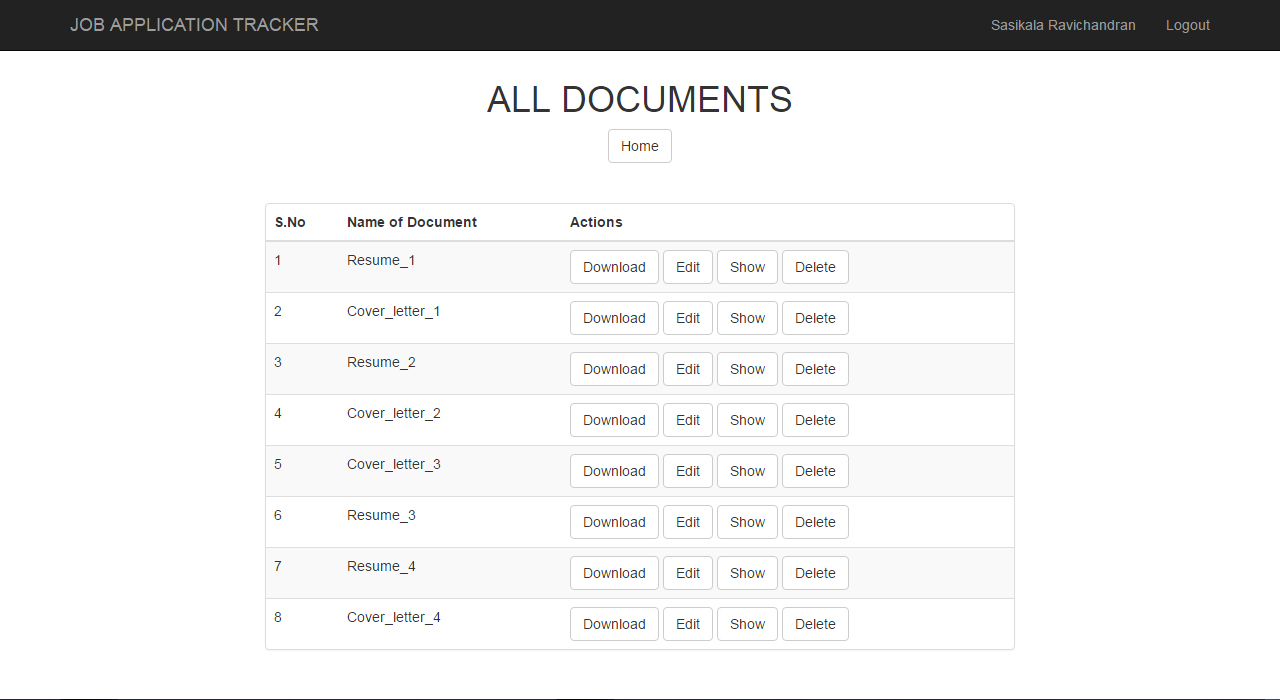 JOB APPLICATION TRACKER Sasikala Ravichandran Logout
ALL DOCUMENTS
Home
S.No Name of Document Actions
1 Resume_1 Download Edit Show Delete
2 Cover_letter_1 Download Edit Show Delete
3 Resume_2 Download Edit Show Delete
4 Cover_letter_2 Download Edit Show Delete
5 Cover_letter_3 Download Edit Show Delete
6 Resume_3 Download Edit Show Delete
7 Resume_4 Download Edit Show Delete
8 Cover_letter_4 Download Edit Show Delete